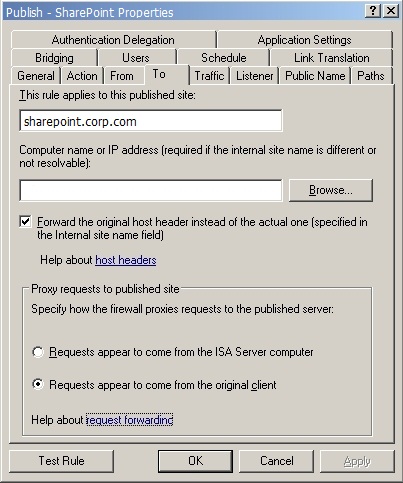 Publish - SharePoint Properties
Authentication Delegation Application Settings
Bridging Users Schedule Link Translation
General Action From To Traffic Listener Public Name Paths
This rule applies to this published site:
sharepoint.corp.com
Computer name or IP address (required if the internal site name is different or
not resolvable):
Browse...
Forward the original host header instead of the actual one (specified in
the Internal site name field)
Help about host headers
Proxy requests to published site
Specify how the firewall proxies requests to the published server:
Requests appear to come from the ISA Server computer
Requests appear to come from the original client
Help about request forwarding
Test Rule OK Cancel Apply